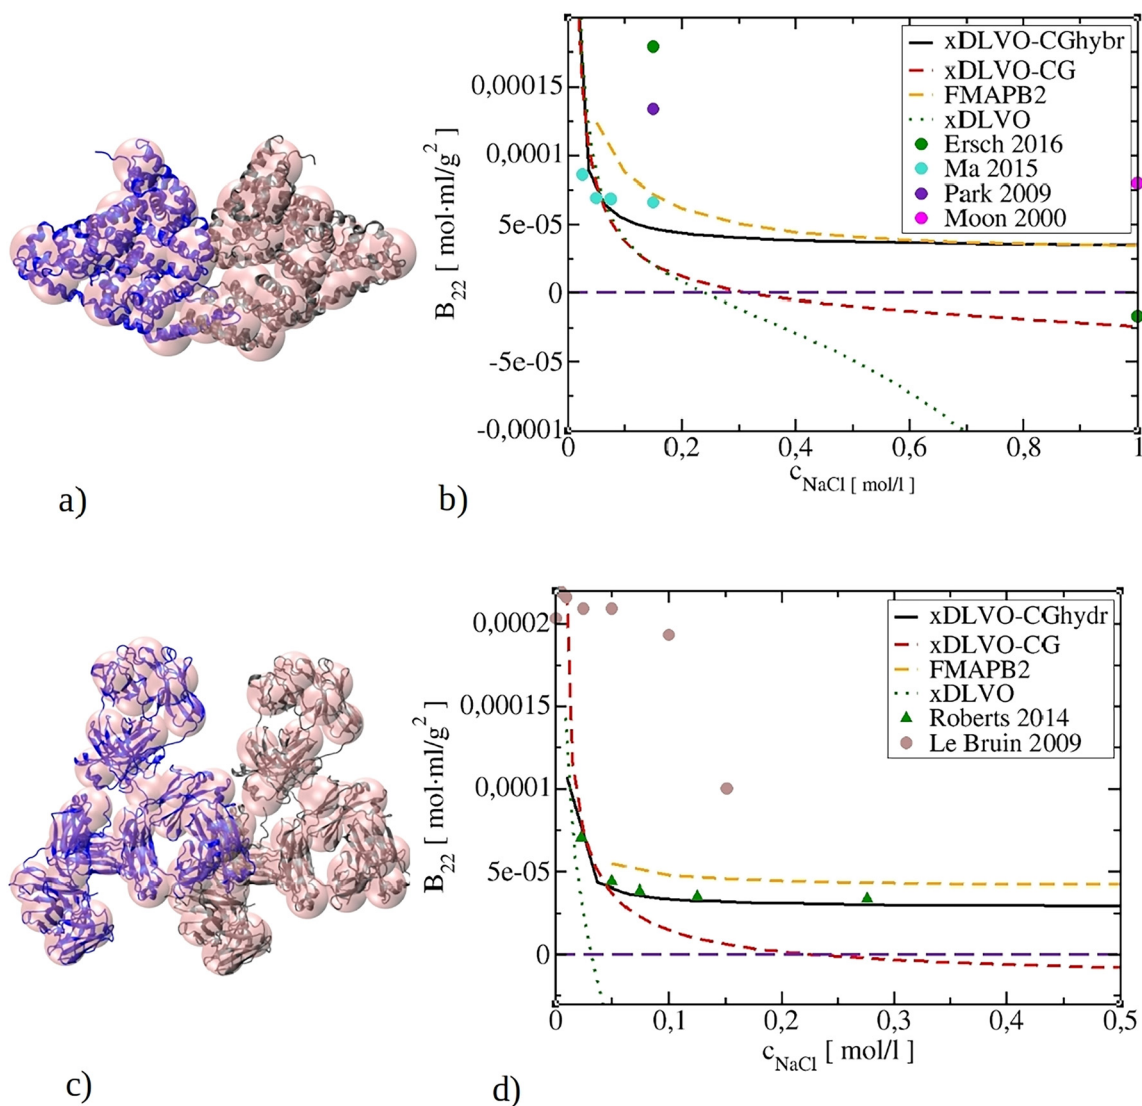 0,00015
0,0001
5e-05
0
-5e-05
-0,0001
B22 [ mol·ml/g2 ]
xDLVO-CGhybr
xDLVO-CG
FMAPB2
xDLVO
Ersch 2016
Ma 2015
Park 2009
Moon 2000
0 0,2 0,4 0,6 0,8 1
cNaCl [ mol/l ]
a)
b)
0,0002
0,00015
0,0001
5e-05
0
B22 [ mol·ml/g2 ]
xDLVO-CGhydr
xDLVO-CG
FMAPB2
xDLVO
Roberts 2014
Le Bruin 2009
0 0,1 0,2 0,3 0,4 0,5
cNaCl [ mol/l ]
c)
d)